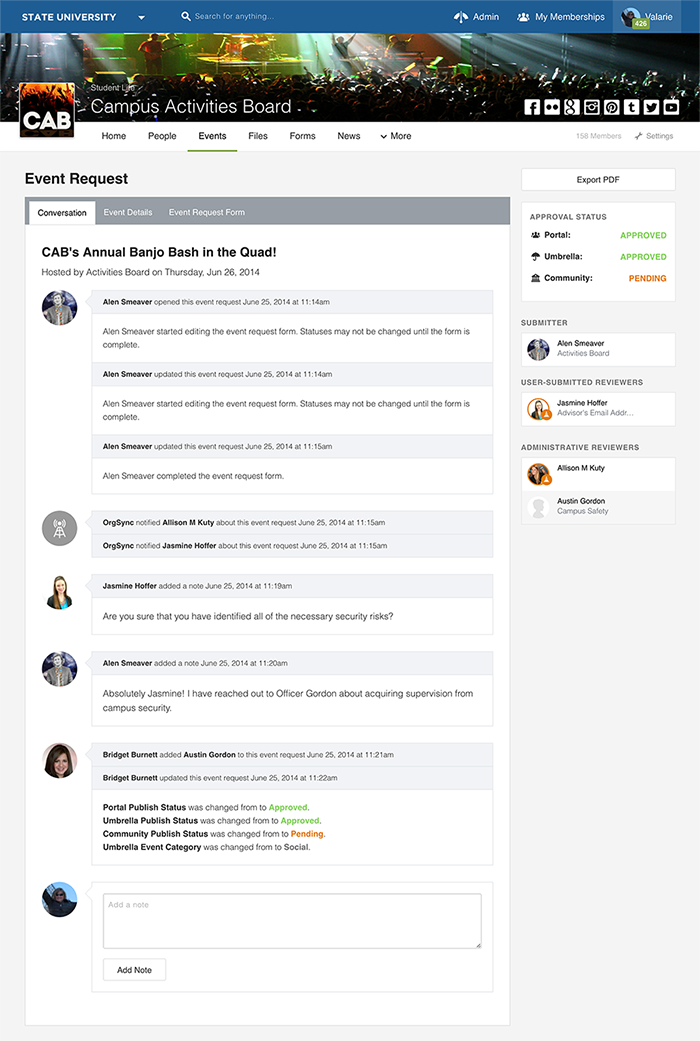 STATE UNIVERSITY
Search for anything...
Admin
My Memberships
Valarie
426
Student Life
Campus Activities Board
CAB
Home People Events Files Forms News More
158 Members Settings
Event Request
Conversation Event Details Event Request Form
CAB's Annual Banjo Bash in the Quad!
Hosted by Activities Board on Thursday, Jun 26, 2014
Alen Smeaver opened this event request June 25, 2014 at 11:14am
Alen Smeaver started editing the event request form. Statuses may not be changed until the form is
complete.
Alen Smeaver updated this event request June 25, 2014 at 11:14am
Alen Smeaver started editing the event request form. Statuses may not be changed until the form is
complete.
Alen Smeaver updated this event request June 25, 2014 at 11:15am
Alen Smeaver completed the event request form.
OrgSync notified Allison M Kuty about this event request June 25, 2014 at 11:15am
OrgSync notified Jasmine Hoffer about this event request June 25, 2014 at 11:15am
Jasmine Hoffer added a note June 25, 2014 at 11:19am
Are you sure that you have identified all of the necessary security risks?
Alen Smeaver added a note June 25, 2014 at 11:20am
Absolutely Jasmine! I have reached out to Officer Gordon about acquiring supervision from
campus security.
Bridget Burnett added Austin Gordon to this event request June 25, 2014 at 11:21am
Bridget Burnett updated this event request June 25, 2014 at 11:22am
Portal Publish Status was changed from to Approved.
Umbrella Publish Status was changed from to Approved.
Community Publish Status was changed from to Pending.
Umbrella Event Category was changed from to Social.
Add a note
Add Note
Export PDF
APPROVAL STATUS
Portal: APPROVED
Umbrella: APPROVED
Community: PENDING
SUBMITTER
Alen Smeaver
Activities Board
USER-SUBMITTED REVIEWERS
Jasmine Hoffer
Advisor's Email Addr...
ADMINISTRATIVE REVIEWERS
Allison M Kuty
Austin Gordon
Campus Safety